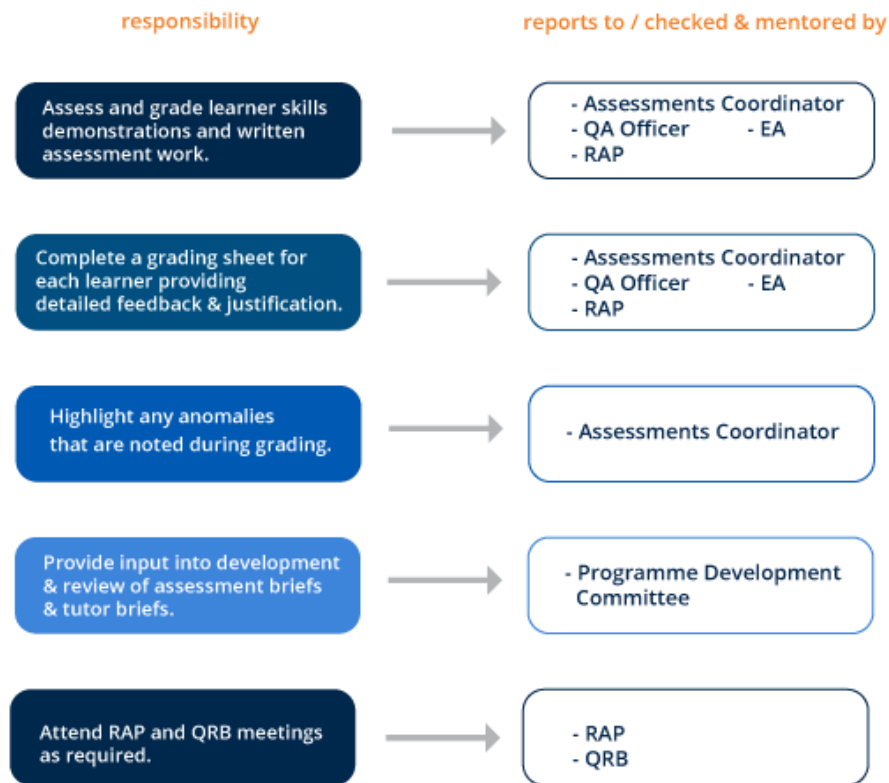 responsibility
reports to / checked & mentored by
Assess and grade learner skills
demonstrations and written
assessment work.
- Assessments Coordinator
- QA Officer - EA
- RAP
Complete a grading sheet for
each learner providing
detailed feedback & justification.
- Assessments Coordinator
- QA Officer - EA
- RAP
Highlight any anomalies
that are noted during grading.
- Assessments Coordinator
Provide input into development
& review of assessment briefs
& tutor briefs.
- Programme Development
Committee
Attend RAP and QRB meetings
as required.
- RAP
- QRB